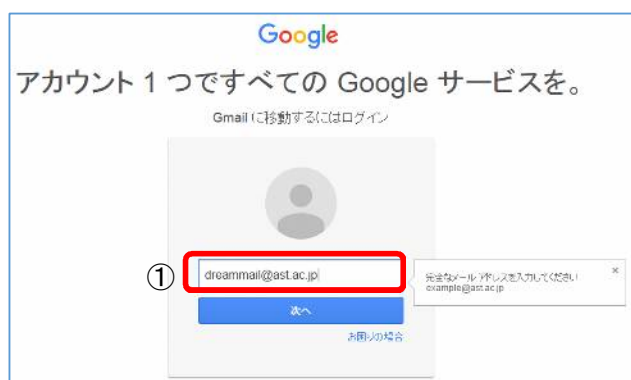 Google
アカウント 1 つですべての Google サービスを。
Gmail に移動するにはログイン
① dreammail@ast.ac.jp
完全なメール アドレスを入力してください ×
example@ast.ac.jp
次へ
お困りの場合